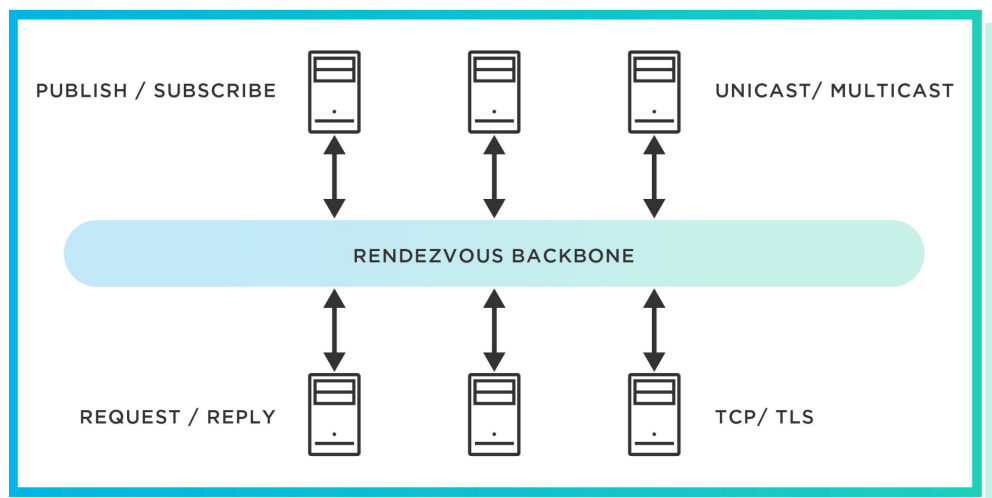 PUBLISH / SUBSCRIBE
UNICAST/ MULTICAST
RENDEZVOUS BACKBONE
REQUEST / REPLY
TCP/ TLS